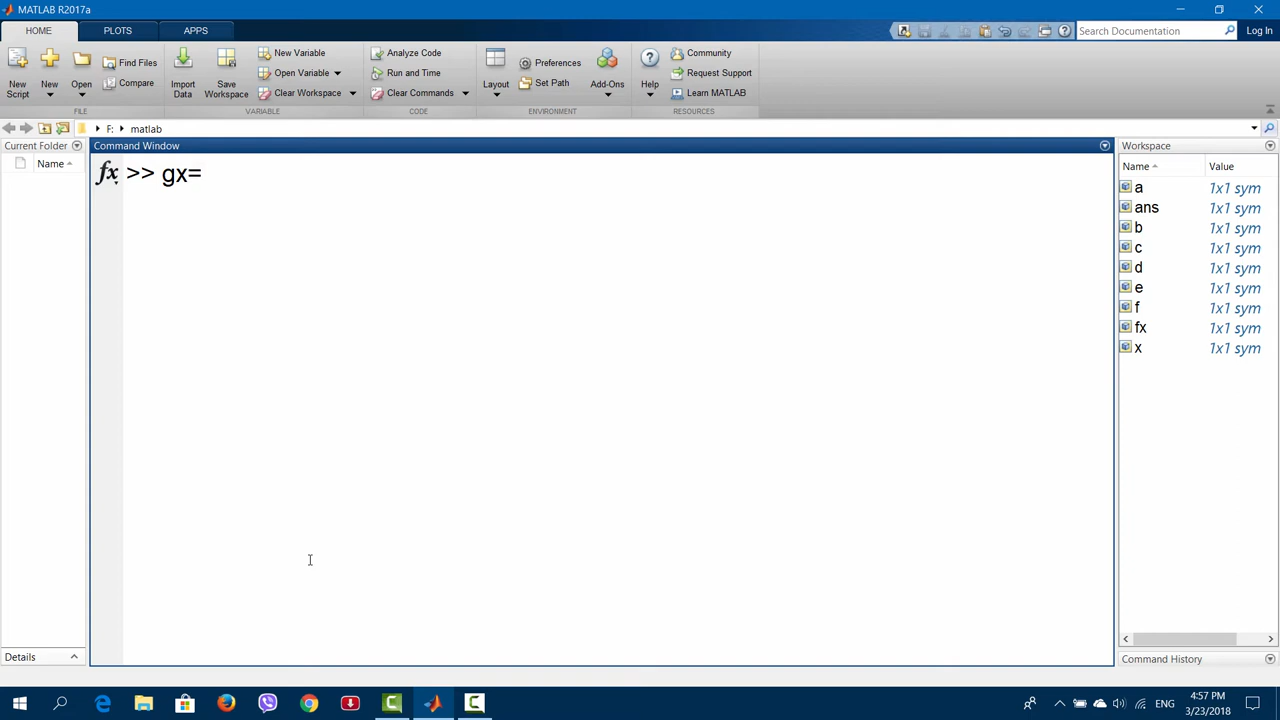 MATLAB R2017a
HOME PLOTS APPS
Search Documentation
Log In
New Script
New
Open
Find Files
Compare
FILE
Import Data
Save Workspace
New Variable
Open Variable
Clear Workspace
VARIABLE
Analyze Code
Run and Time
Clear Commands
CODE
Layout
Preferences
Set Path
Add-Ons
ENVIRONMENT
Help
Community
Request Support
Learn MATLAB
RESOURCES
F: matlab
Current Folder
Name
Details
Command Window
fx >> gx=
Workspace
Name Value
a 1x1 sym
ans 1x1 sym
b 1x1 sym
c 1x1 sym
d 1x1 sym
e 1x1 sym
f 1x1 sym
fx 1x1 sym
x 1x1 sym
Command History
ENG
4:57 PM
3/23/2018